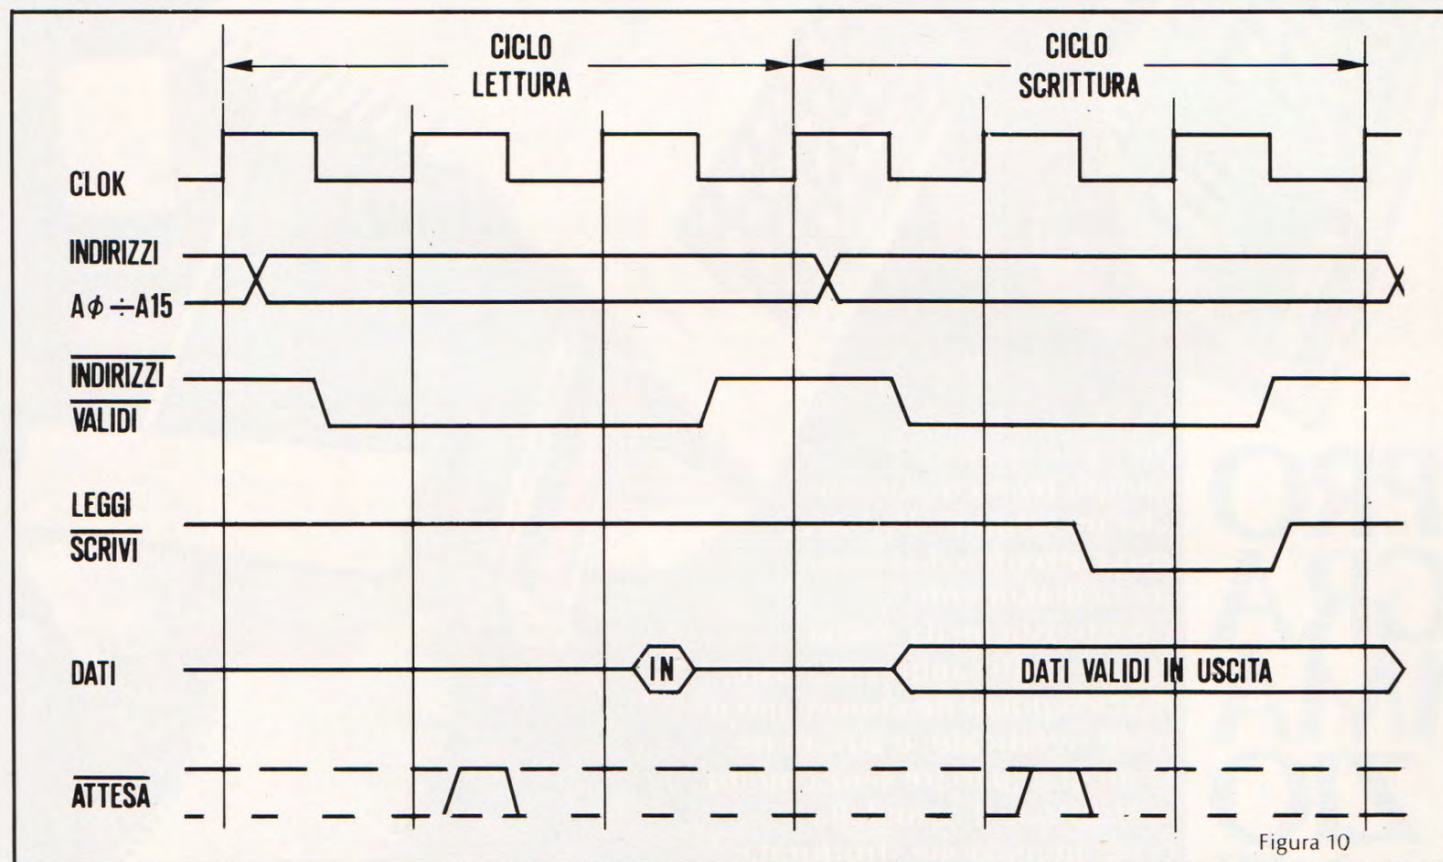 CICLO
LETTURA
CICLO
SCRITTURA
CLOK
INDIRIZZI
Aϕ÷A15
INDIRIZZI
VALIDI
LEGGI
SCRIVI
DATI
IN
DATI VALIDI IN USCITA
ATTESA
Figura 10